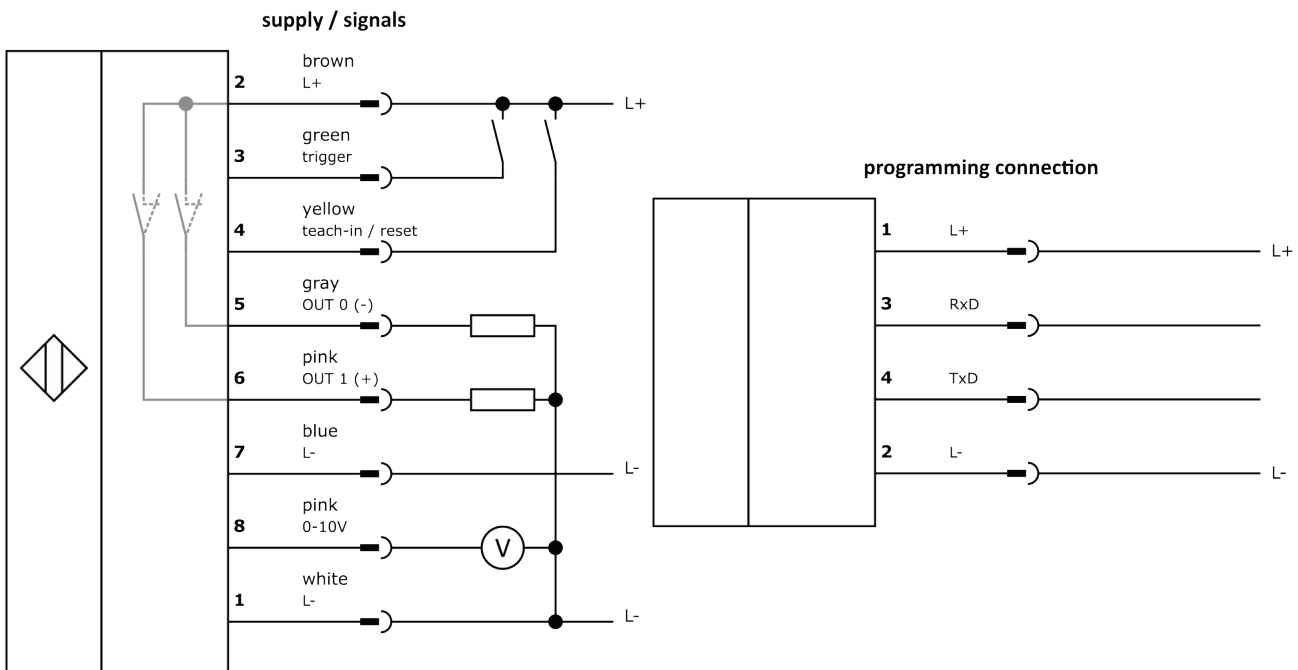 supply / signals
brown
2 L+
L+
green
3 trigger
yellow
4 teach-in / reset
gray
5 OUT 0 (-)
pink
6 OUT 1 (+)
blue
7 L-
L-
pink
8 0-10V
V
white
1 L-
L-
programming connection
1 L+
L+
3 RxD
4 TxD
2 L-
L-